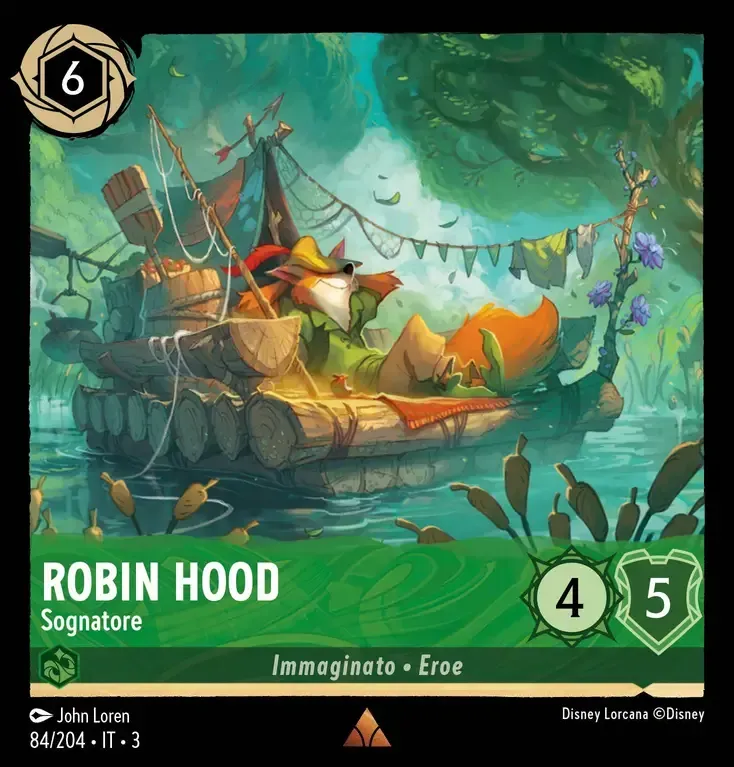 6
ROBIN HOOD
Sognatore
4
5
Immaginato • Eroe
John Loren
Disney Lorcana ©Disney
84/204 • IT • 3